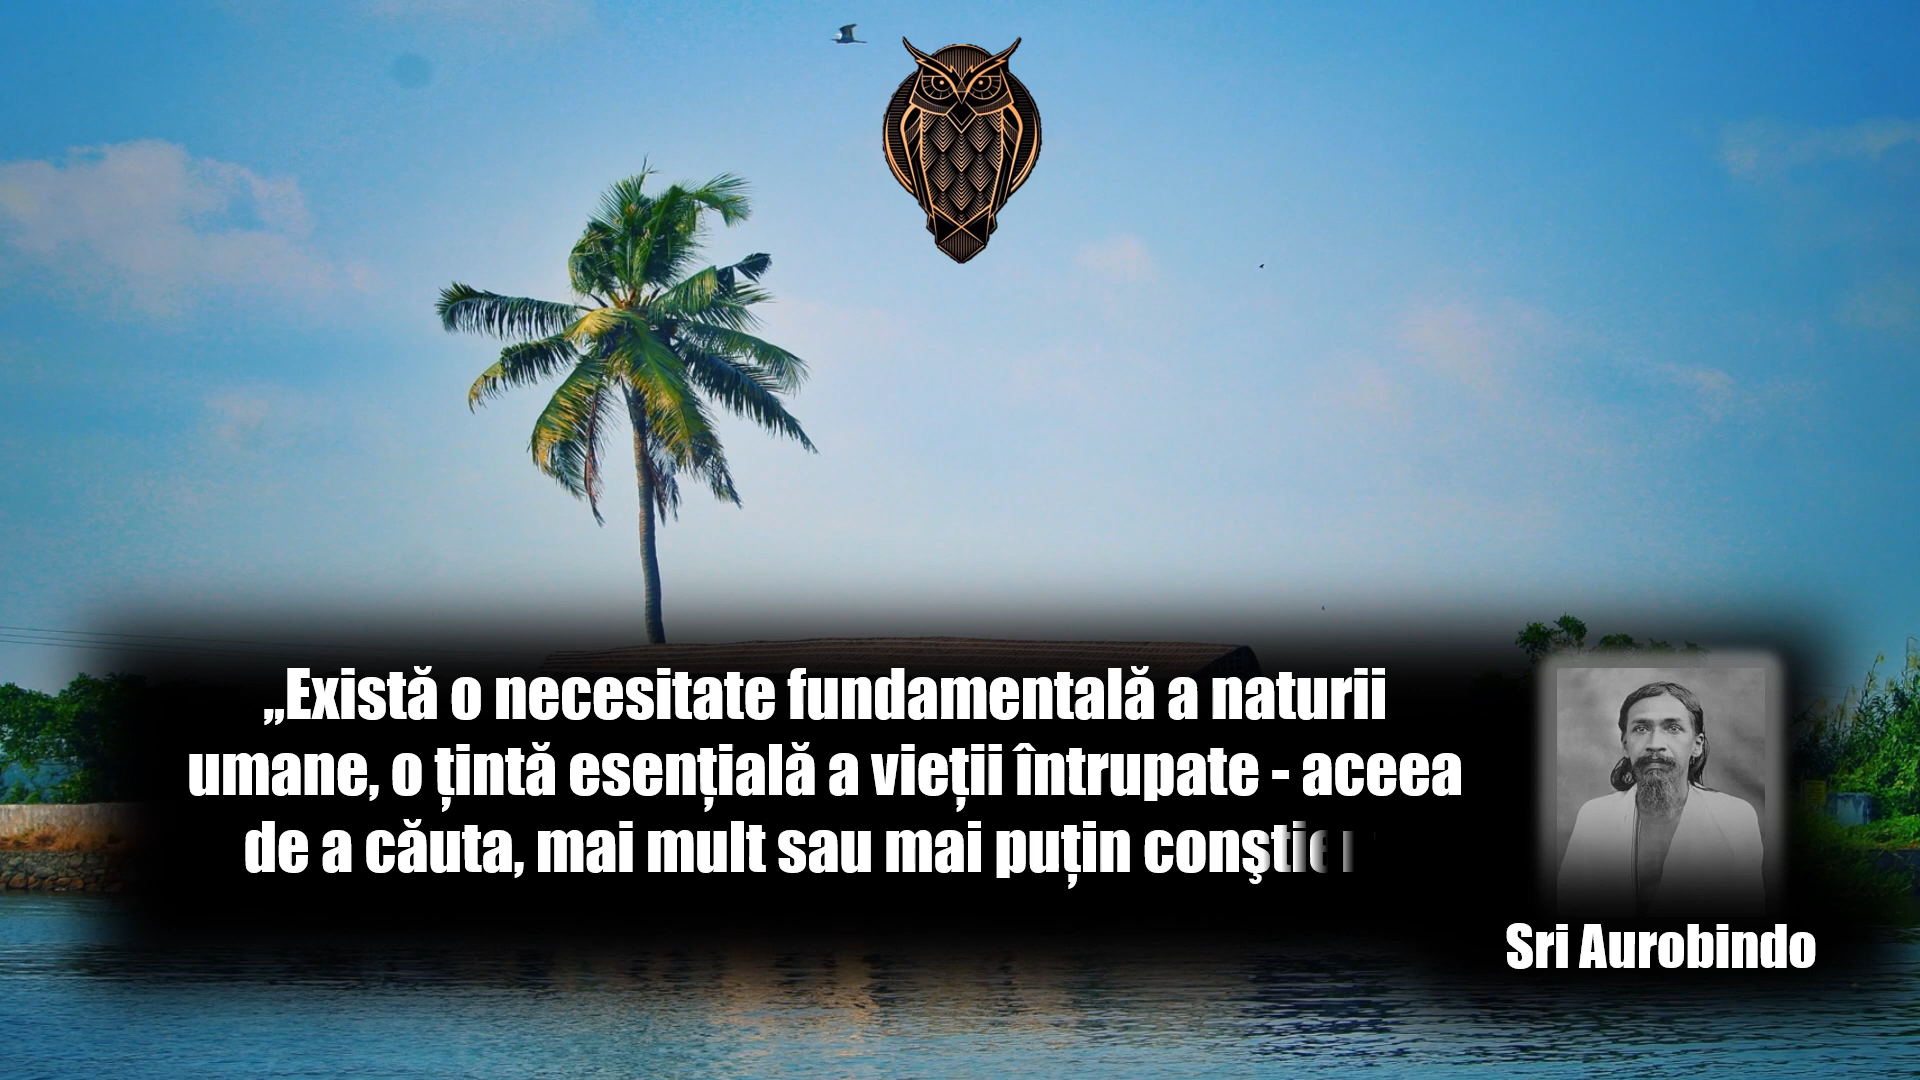 „Există o necesitate fundamentală a naturii
umane, o țintă esențială a vieții întrupate - aceea
de a căuta, mai mult sau mai puțin
Sri Aurobindo